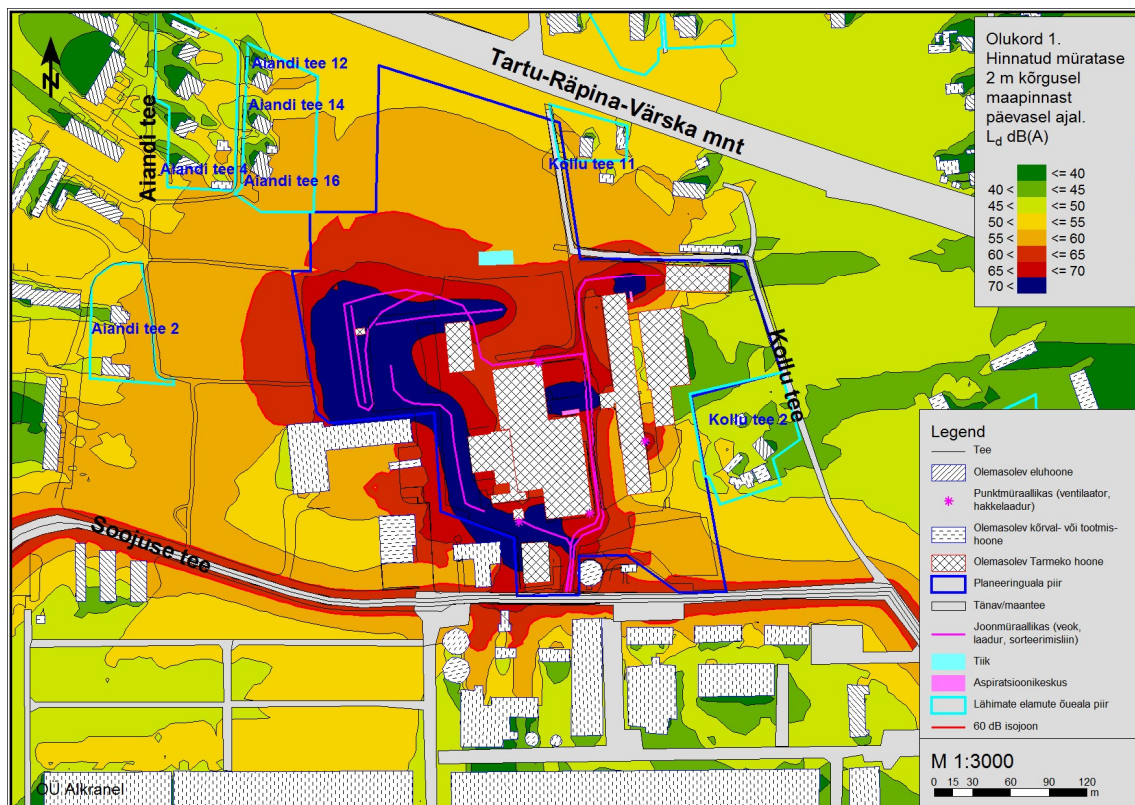 Olukord 1.
Hinnatud müratase
2 m kõrgusel
maapinnast
päevasel ajal.
Ld dB(A)
<= 40
40 < <= 45
45 < <= 50
50 < <= 55
55 < <= 60
60 < <= 65
65 < <= 70
70 <
N
Aiandi tee
Aiandi tee 12
Aiandi tee 14
Aiandi tee 4
Aiandi tee 16
Tartu-Räpina-Värska mnt
Kollu tee 11
Aiandi tee 2
Kollu tee
Kollu tee 2
Soojuse tee
Legend
Tee
Olemasolev eluhoone
Punktmüraallikas (ventilaator,
hakkelaadur)
Olemasolev kõrval- või tootmis-
hoone
Olemasolev Tarmeko hoone
Planeeringuala piir
Tänav/maantee
Joonmüraallikas (veok,
laadur, sorteerimisliin)
Tiik
Aspiratsioonikeskus
Lähimate elamute õueala piir
60 dB isojoon
M 1:3000
0 15 30 60 90 120
m
OÜ Alkranel